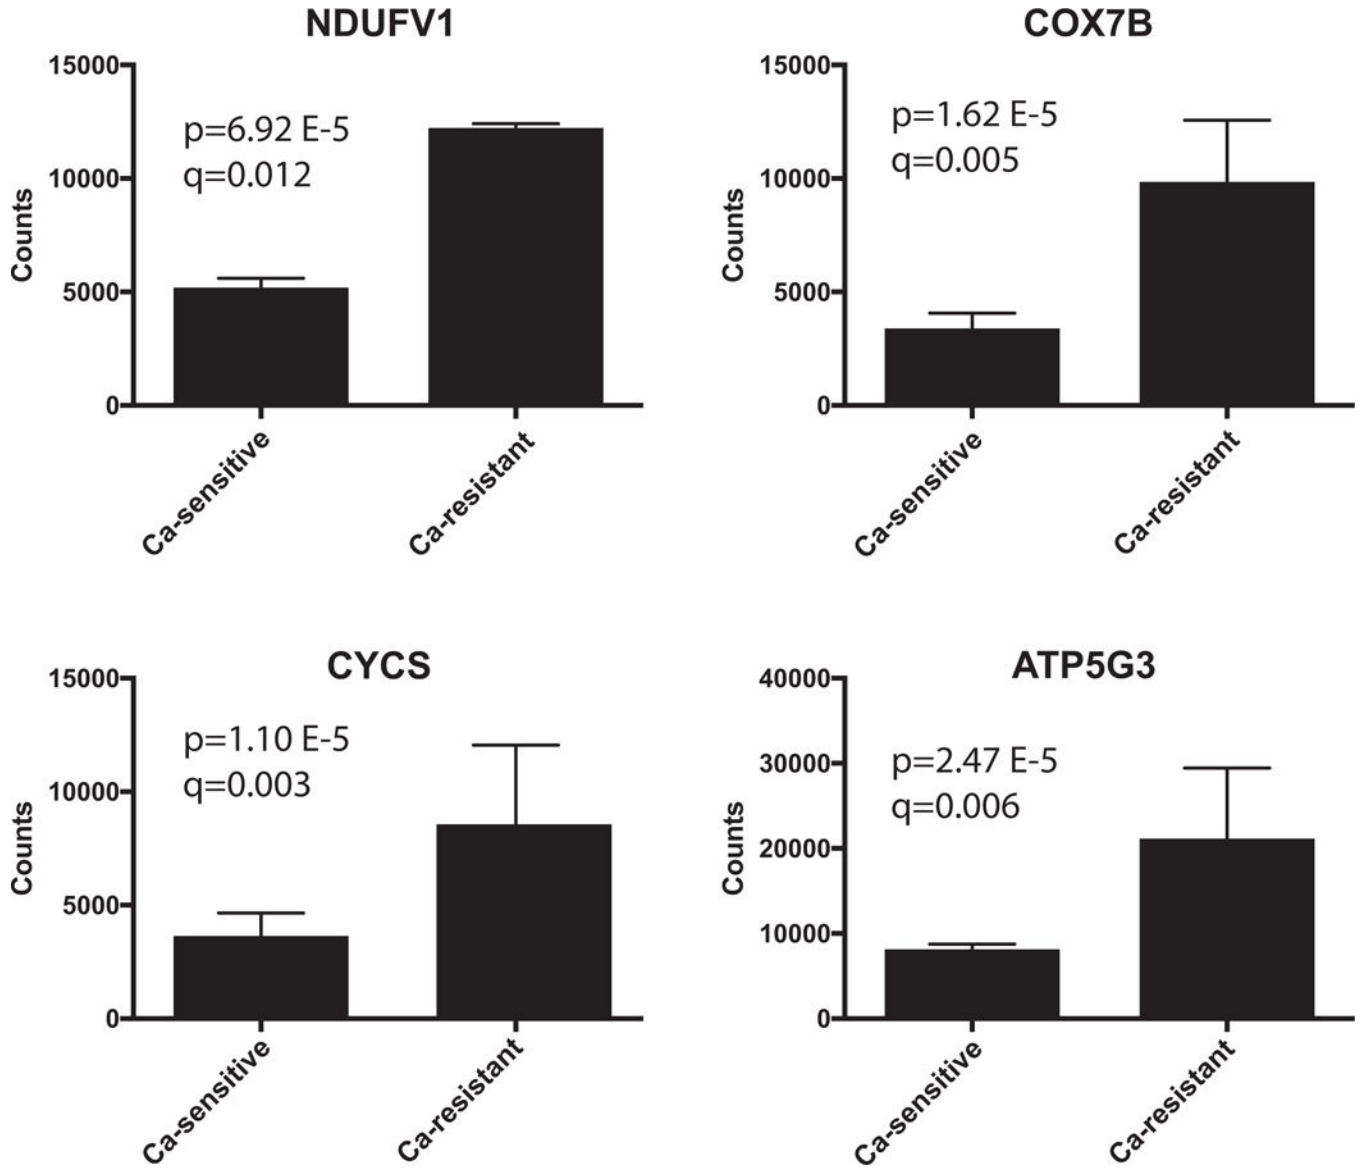 NDUFV1
15000
10000
5000
0
Counts
p=6.92 E-5
q=0.012
Ca-sensitive
Ca-resistant
COX7B
15000
10000
5000
0
Counts
p=1.62 E-5
q=0.005
Ca-sensitive
Ca-resistant
CYCS
15000
10000
5000
0
Counts
p=1.10 E-5
q=0.003
Ca-sensitive
Ca-resistant
ATP5G3
40000
30000
20000
10000
0
Counts
p=2.47 E-5
q=0.006
Ca-sensitive
Ca-resistant